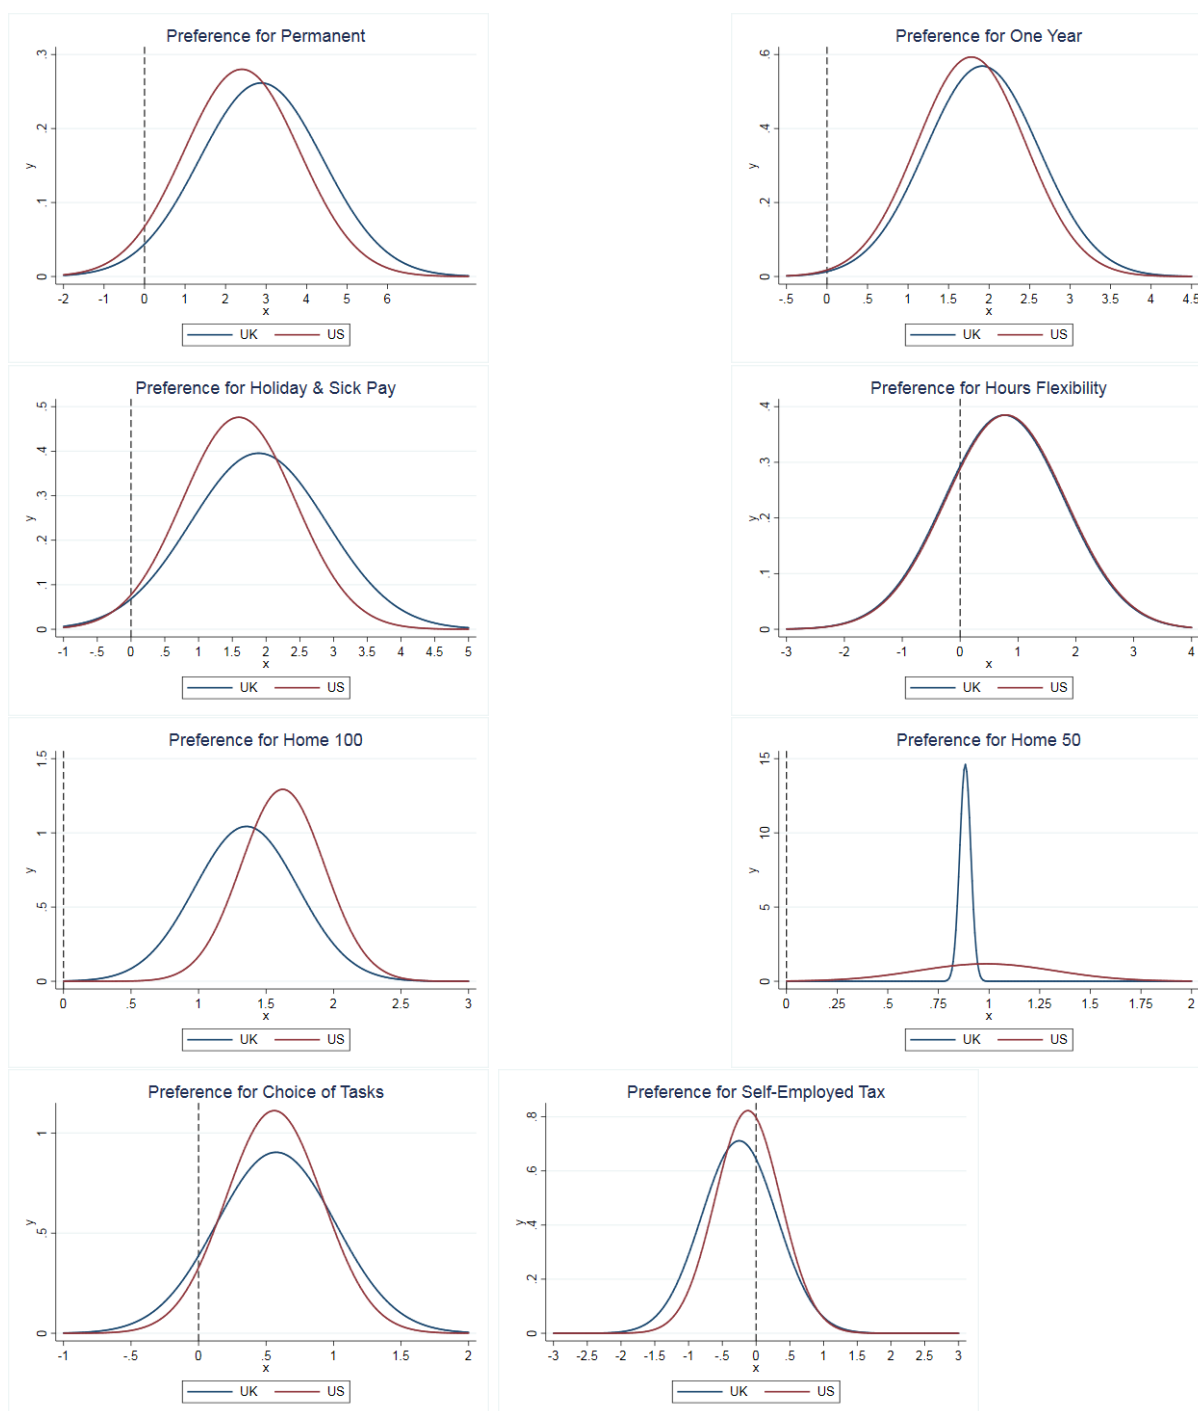 Preference for Permanent
.3
.2
y
.1
0
-2 -1 0 1 2 3 4 5 6
x
UK US
Preference for One Year
.6
.4
y
.2
0
-.5 0 .5 1 1.5 2 2.5 3 3.5 4 4.5
x
UK US
Preference for Holiday & Sick Pay
.5
.4
.3
y
.2
.1
0
-1 -.5 0 .5 1 1.5 2 2.5 3 3.5 4 4.5 5
x
UK US
Preference for Hours Flexibility
.4
.3
y
.2
.1
0
-3 -2 -1 0 1 2 3 4
x
UK US
Preference for Home 100
1.5
1
y
.5
0
0 .5 1 1.5 2 2.5 3
x
UK US
Preference for Home 50
15
10
y
5
0
0 .25 .5 .75 1 1.25 1.5 1.75 2
x
UK US
Preference for Choice of Tasks
1
y
.5
0
-1 -.5 0 .5 1 1.5 2
x
UK US
Preference for Self-Employed Tax
.8
.6
y
.4
.2
0
-3 -2.5 -2 -1.5 -1 -.5 0 .5 1 1.5 2 2.5 3
x
UK US